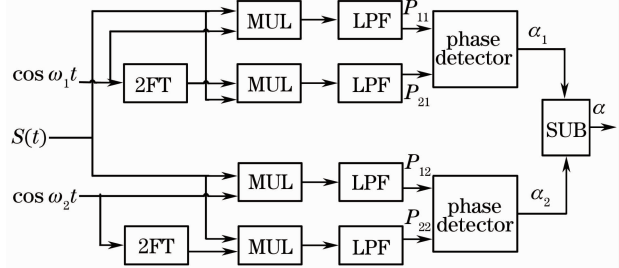 MUL LPF P₁₁ phase detector α₁
cos ω₁t 2FT MUL LPF P₂₁
S(t) SUB α
MUL LPF P₁₂ phase detector α₂
cos ω₂t 2FT MUL LPF P₂₂